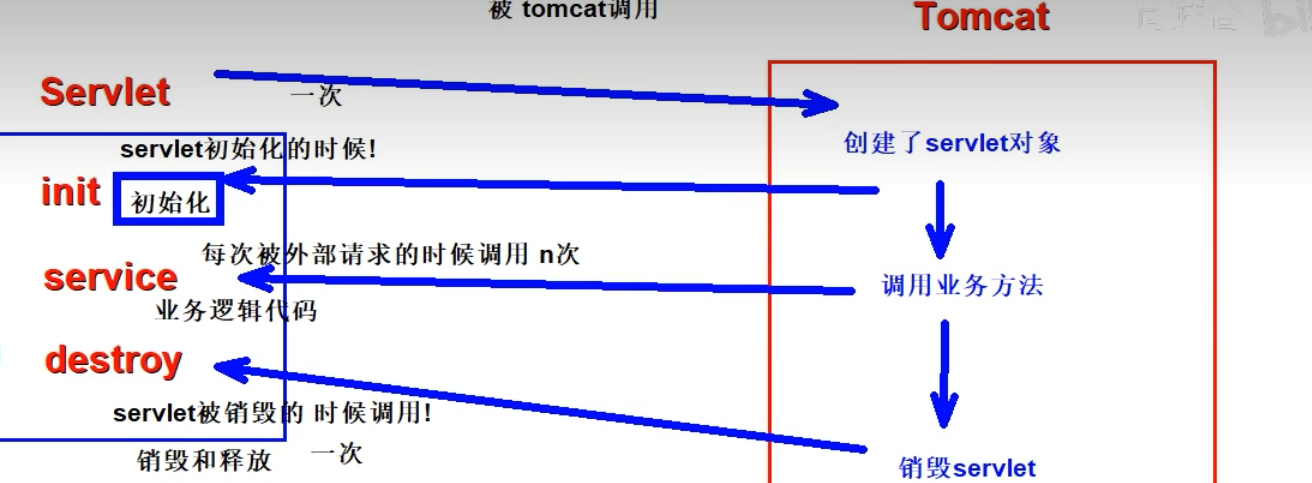 被 tomcat调用
Tomcat
Servlet
一次
创建了servlet对象
servlet初始化的时候!
init
初始化
每次被外部请求的时候调用 n次
service
调用业务方法
业务逻辑代码
destroy
servlet被销毁的 时候调用!
一次
销毁和释放
销毁servlet